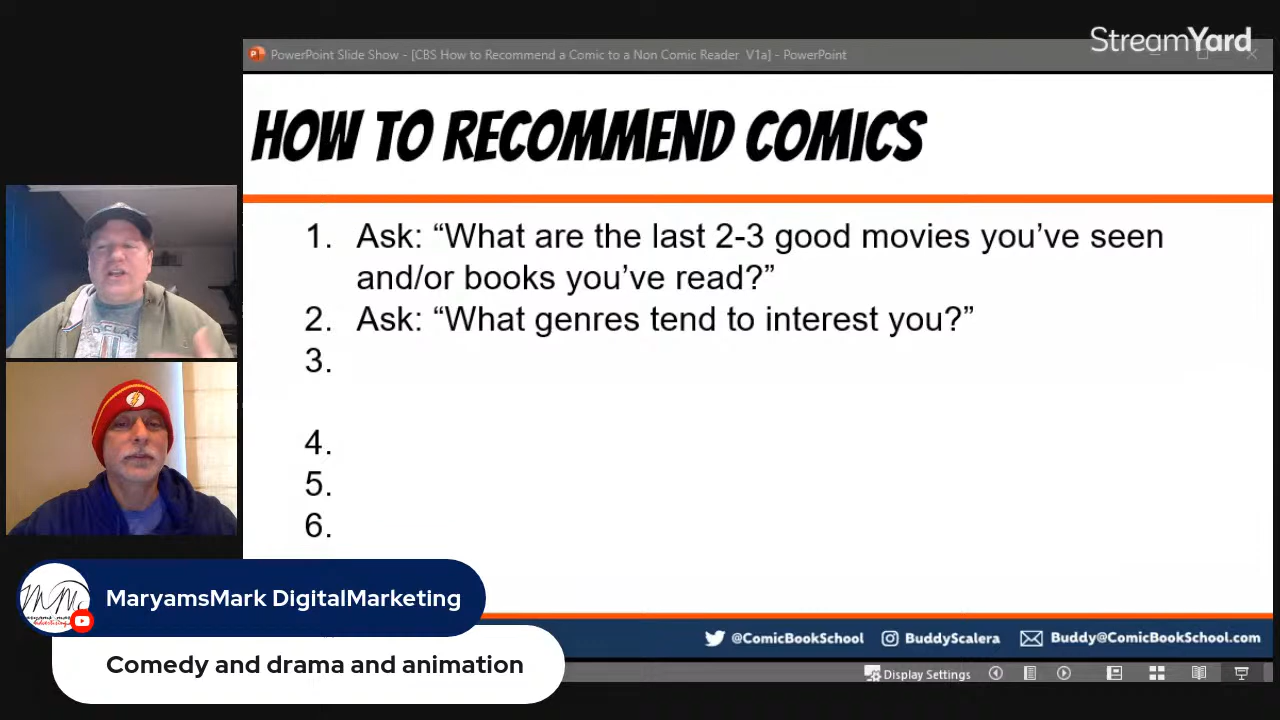 StreamYard
PowerPoint Slide Show - [CBS How to Recommend a Comic to a Non Comic Reader V1a] - PowerPoint
HOW TO RECOMMEND COMICS
1. Ask: “What are the last 2-3 good movies you’ve seen
and/or books you’ve read?”
2. Ask: “What genres tend to interest you?”
3.
4.
5.
6.
MaryamsMark DigitalMarketing
Comedy and drama and animation
@ComicBookSchool BuddyScalera Buddy@ComicBookSchool.com
Display Settings